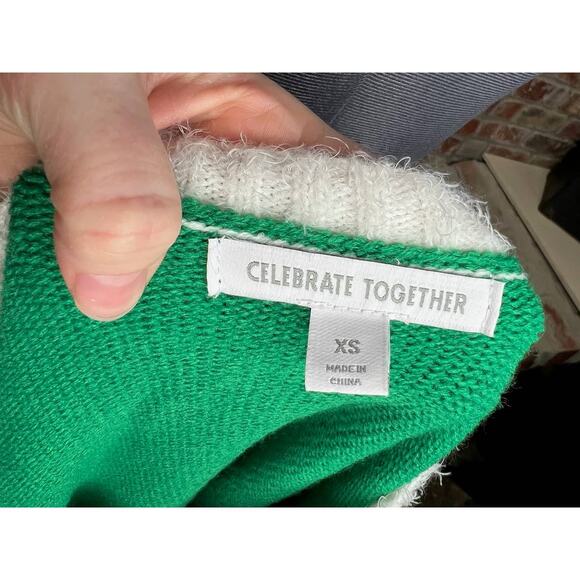 CELEBRATE TOGETHER
XS
MADE IN
CHINA